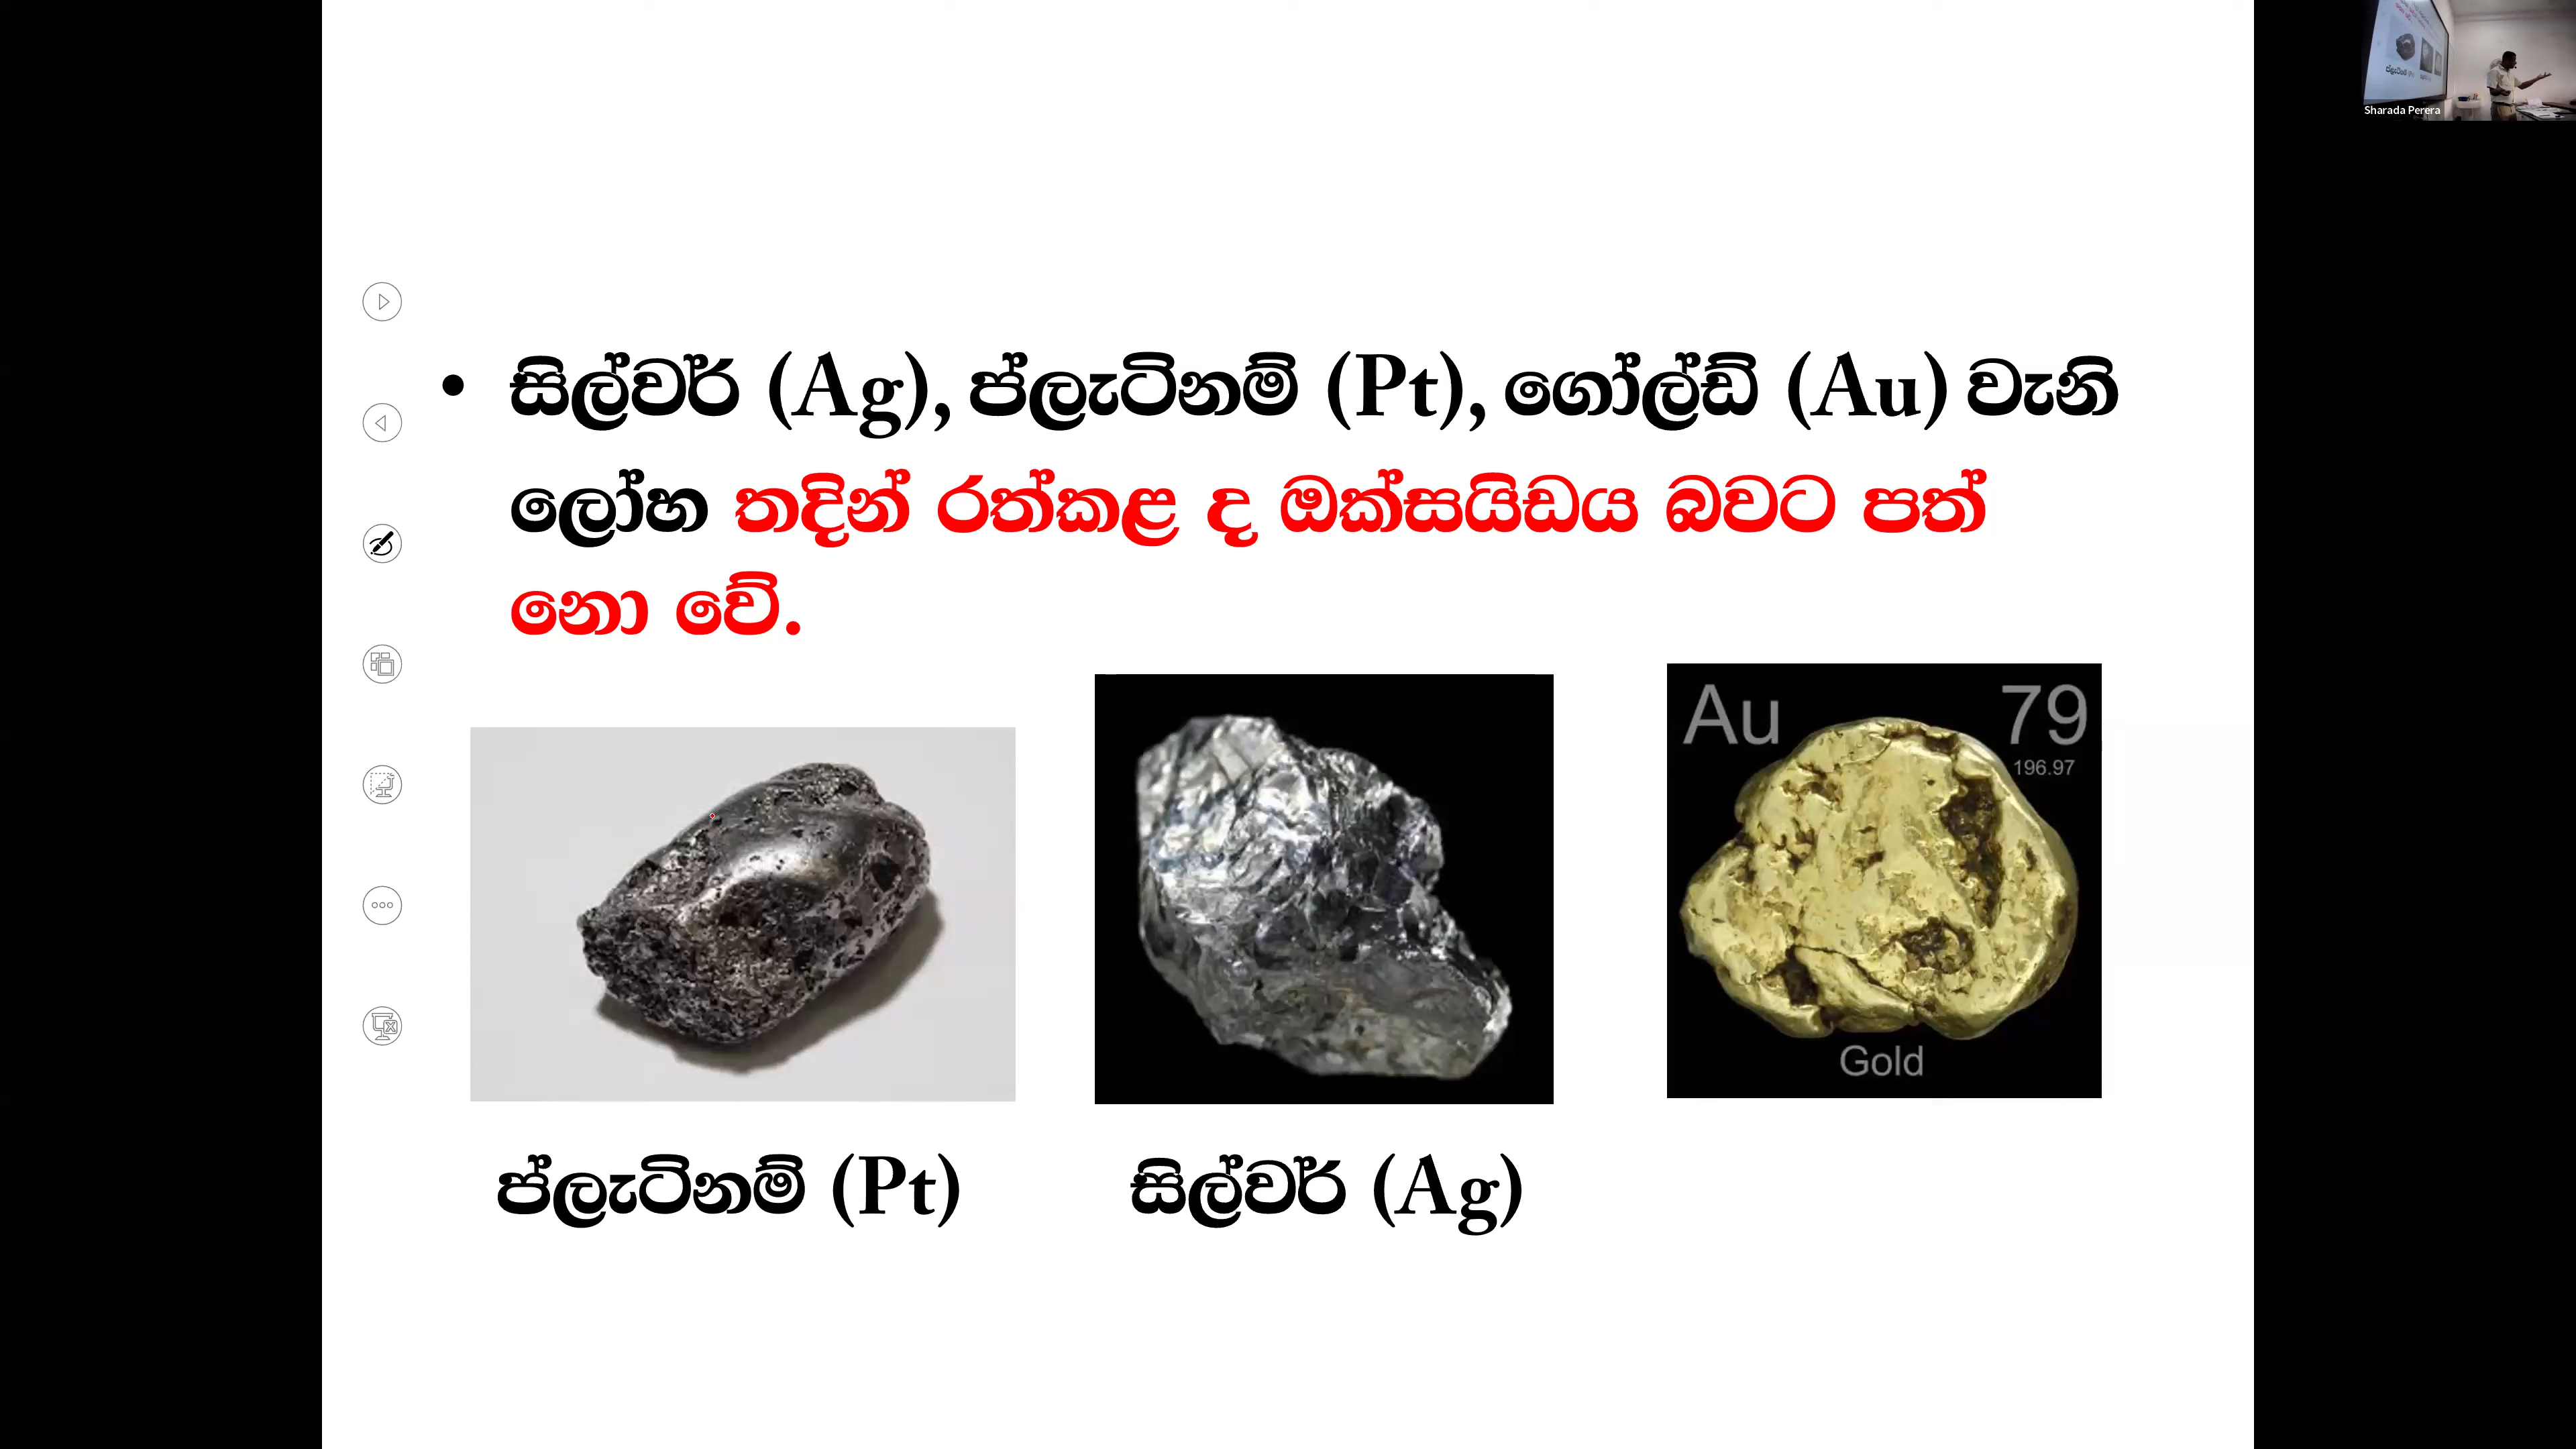 Sharada Perera
• සිල්වර් (Ag), ප්ලැටිනම් (Pt), ගෝල්ඩ් (Au) වැනි
ලෝහ තදින් රත්කළ ද ඔක්සයිඩය බවට පත්
නො වේ.
Au 79
196.97
Gold
ප්ලැටිනම් (Pt) සිල්වර් (Ag)